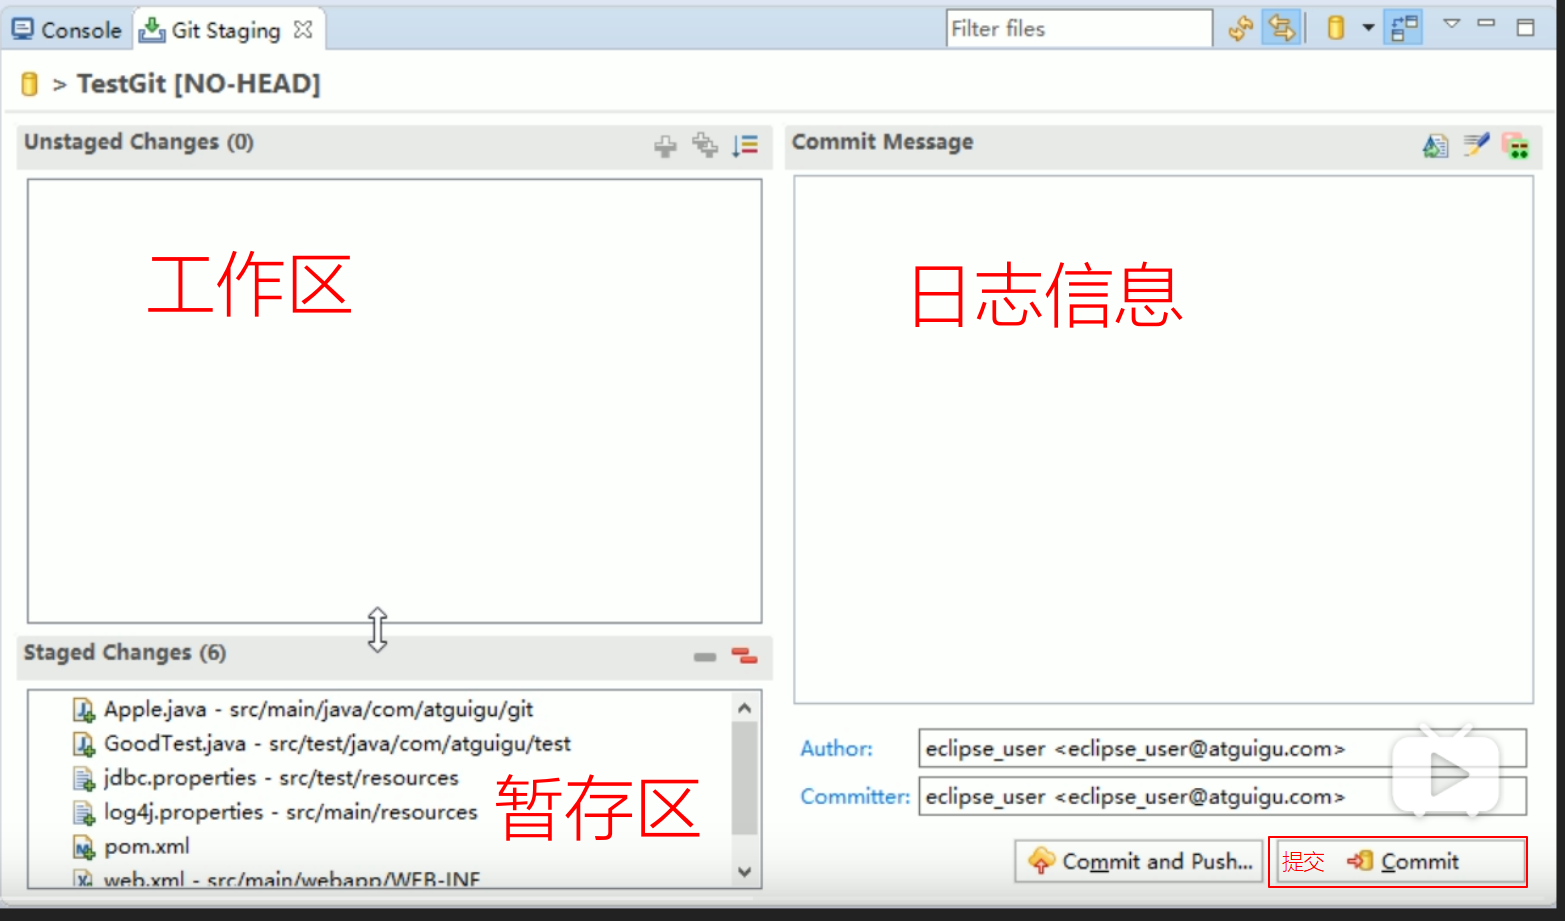 Console
Git Staging
Filter files
> TestGit [NO-HEAD]
Unstaged Changes (0)
工作区
Staged Changes (6)
Apple.java - src/main/java/com/atguigu/git
GoodTest.java - src/test/java/com/atguigu/test
jdbc.properties - src/test/resources
log4j.properties - src/main/resources
pom.xml
web.xml - src/main/webapp/WEB-INF
暂存区
Commit Message
日志信息
Author: eclipse_user <eclipse_user@atguigu.com>
Committer: eclipse_user <eclipse_user@atguigu.com>
Commit and Push...
提交 Commit